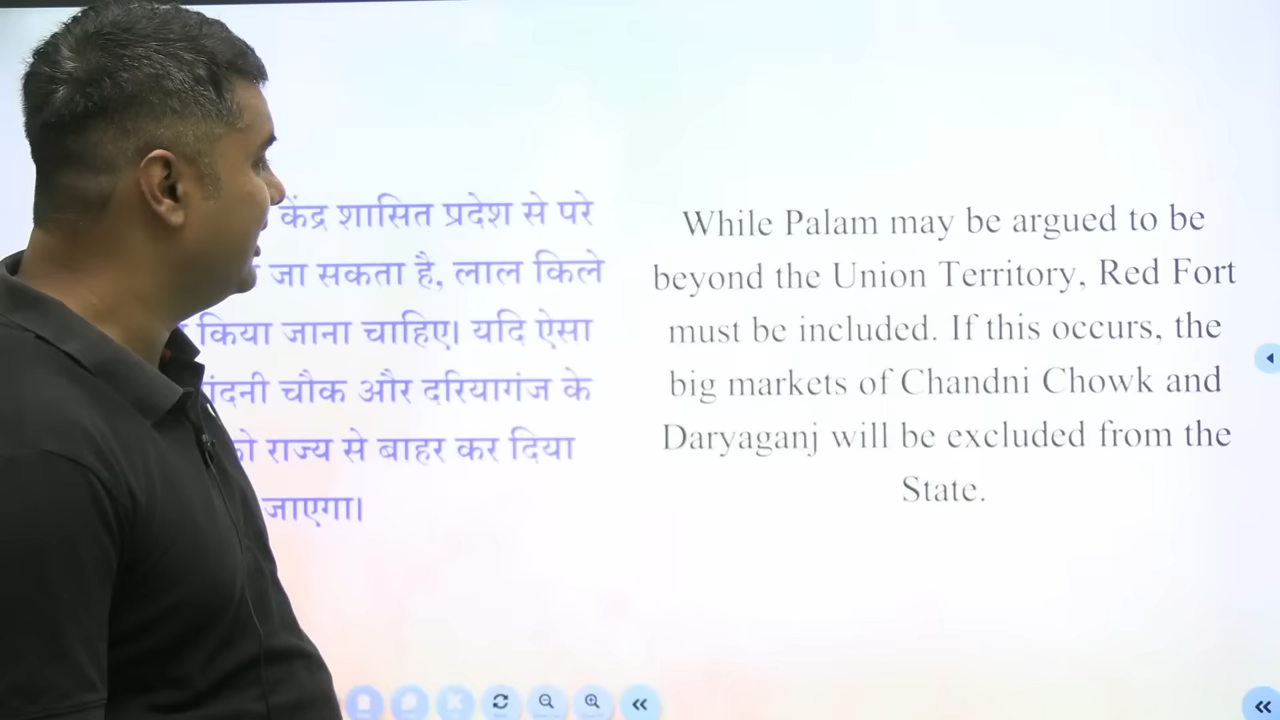 केंद्र शासित प्रदेश से परे
जा सकता है, लाल किले
किया जाना चाहिए। यदि ऐसा
चौक और दरियागंज के
राज्य से बाहर कर दिया
जाएगा।
While Palam may be argued to be
beyond the Union Territory, Red Fort
must be included. If this occurs, the
big markets of Chandni Chowk and
Daryaganj will be excluded from the
State.